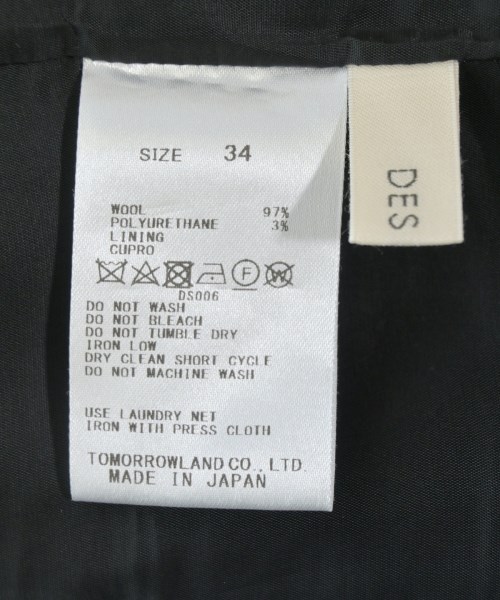 SIZE 34
WOOL 97%
POLYURETHANE 3%
LINING
CUPRO
F W
DS006
DO NOT WASH
DO NOT BLEACH
DO NOT TUMBLE DRY
IRON LOW
DRY CLEAN SHORT CYCLE
DO NOT MACHINE WASH
USE LAUNDRY NET
IRON WITH PRESS CLOTH
TOMORROWLAND CO., LTD.
MADE IN JAPAN
DES